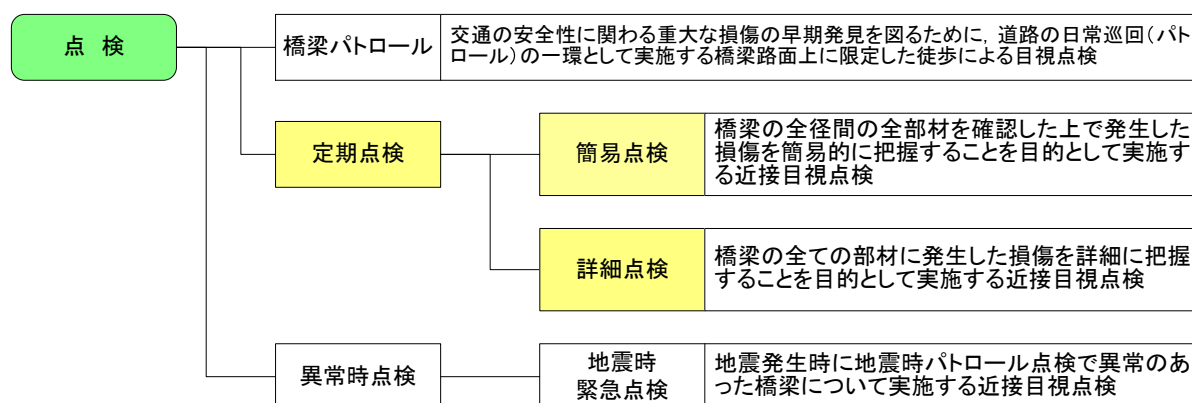 点 検
橋梁パトロール
交通の安全性に関わる重大な損傷の早期発見を図るために，道路の日常巡回（パト
ロール）の一環として実施する橋梁路面上に限定した徒歩による目視点検
定期点検
簡易点検
橋梁の全径間の全部材を確認した上で発生した
損傷を簡易的に把握することを目的として実施す
る近接目視点検
詳細点検
橋梁の全ての部材に発生した損傷を詳細に把握
することを目的として実施する近接目視点検
異常時点検
地震時
緊急点検
地震発生時に地震時パトロール点検で異常のあ
った橋梁について実施する近接目視点検